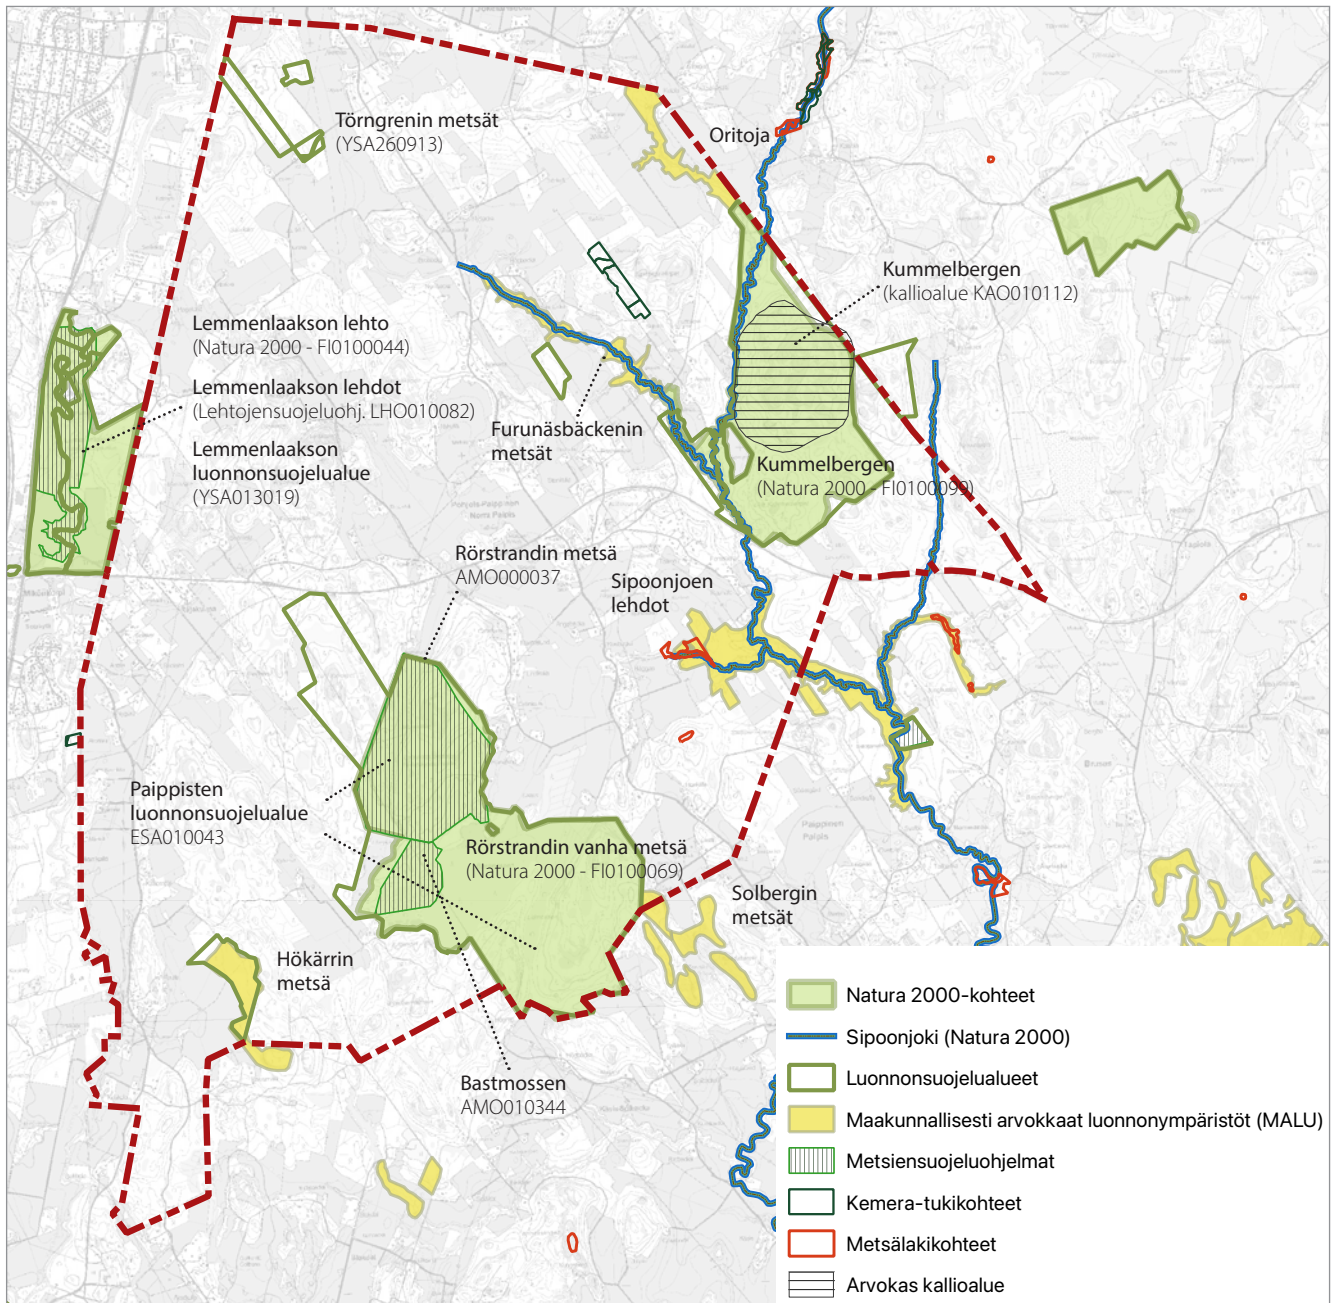 Törngrenin metsät
(YSA260913)
Oritoja
Kummelbergen
(kallioalue KAO010112)
Lemmenlaakson lehto
(Natura 2000 - FI0100044)
Lemmenlaakson lehdot
(Lehtojensuojeluohj. LHO010082)
Lemmenlaakson
luonnonsuojelualue
(YSA013019)
Furunäsbäckenin
metsät
Kummelbergen
(Natura 2000 - FI0100099)
Rörstrandin metsä
AMO000037
Sipoonjoen
lehdot
Paippisten
luonnonsuojelualue
ESA010043
Rörstrandin vanha metsä
(Natura 2000 - FI0100069)
Solbergin
metsät
Hökärrin
metsä
Bastmossen
AMO010344
Natura 2000-kohteet
Sipoonjoki (Natura 2000)
Luonnonsuojelualueet
Maakunnallisesti arvokkaat luonnonympäristöt (MALU)
Metsiensuojeluohjelmat
Kemera-tukikohteet
Metsälakikohteet
Arvokas kallioalue